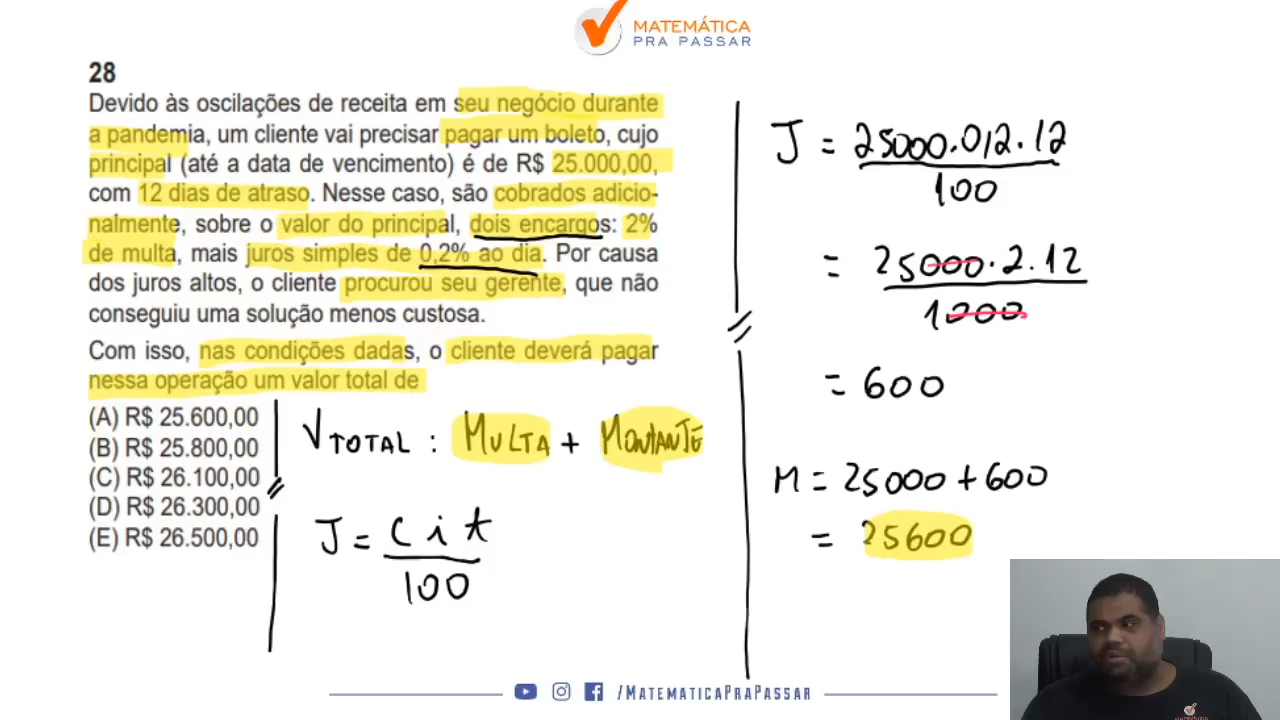 MATEMÁTICA
PRA PASSAR
28
Devido às oscilações de receita em seu negócio durante
a pandemia, um cliente vai precisar pagar um boleto, cujo
principal (até a data de vencimento) é de R$ 25.000,00,
com 12 dias de atraso. Nesse caso, são cobrados adicio-
nalmente, sobre o valor do principal, dois encargos: 2%
de multa, mais juros simples de 0,2% ao dia. Por causa
dos juros altos, o cliente procurou seu gerente, que não
conseguiu uma solução menos custosa.
Com isso, nas condições dadas, o cliente deverá pagar
nessa operação um valor total de
(A) R$ 25.600,00
(B) R$ 25.800,00
(C) R$ 26.100,00
(D) R$ 26.300,00
(E) R$ 26.500,00
VTOTAL : MULTA + MONTANTE
J = C i t
100
J = 25000.0,2.12
100
= 25000.2.12
1000
= 600
M = 25000 + 600
= 25600
/MATEMATICAPRAPASSAR